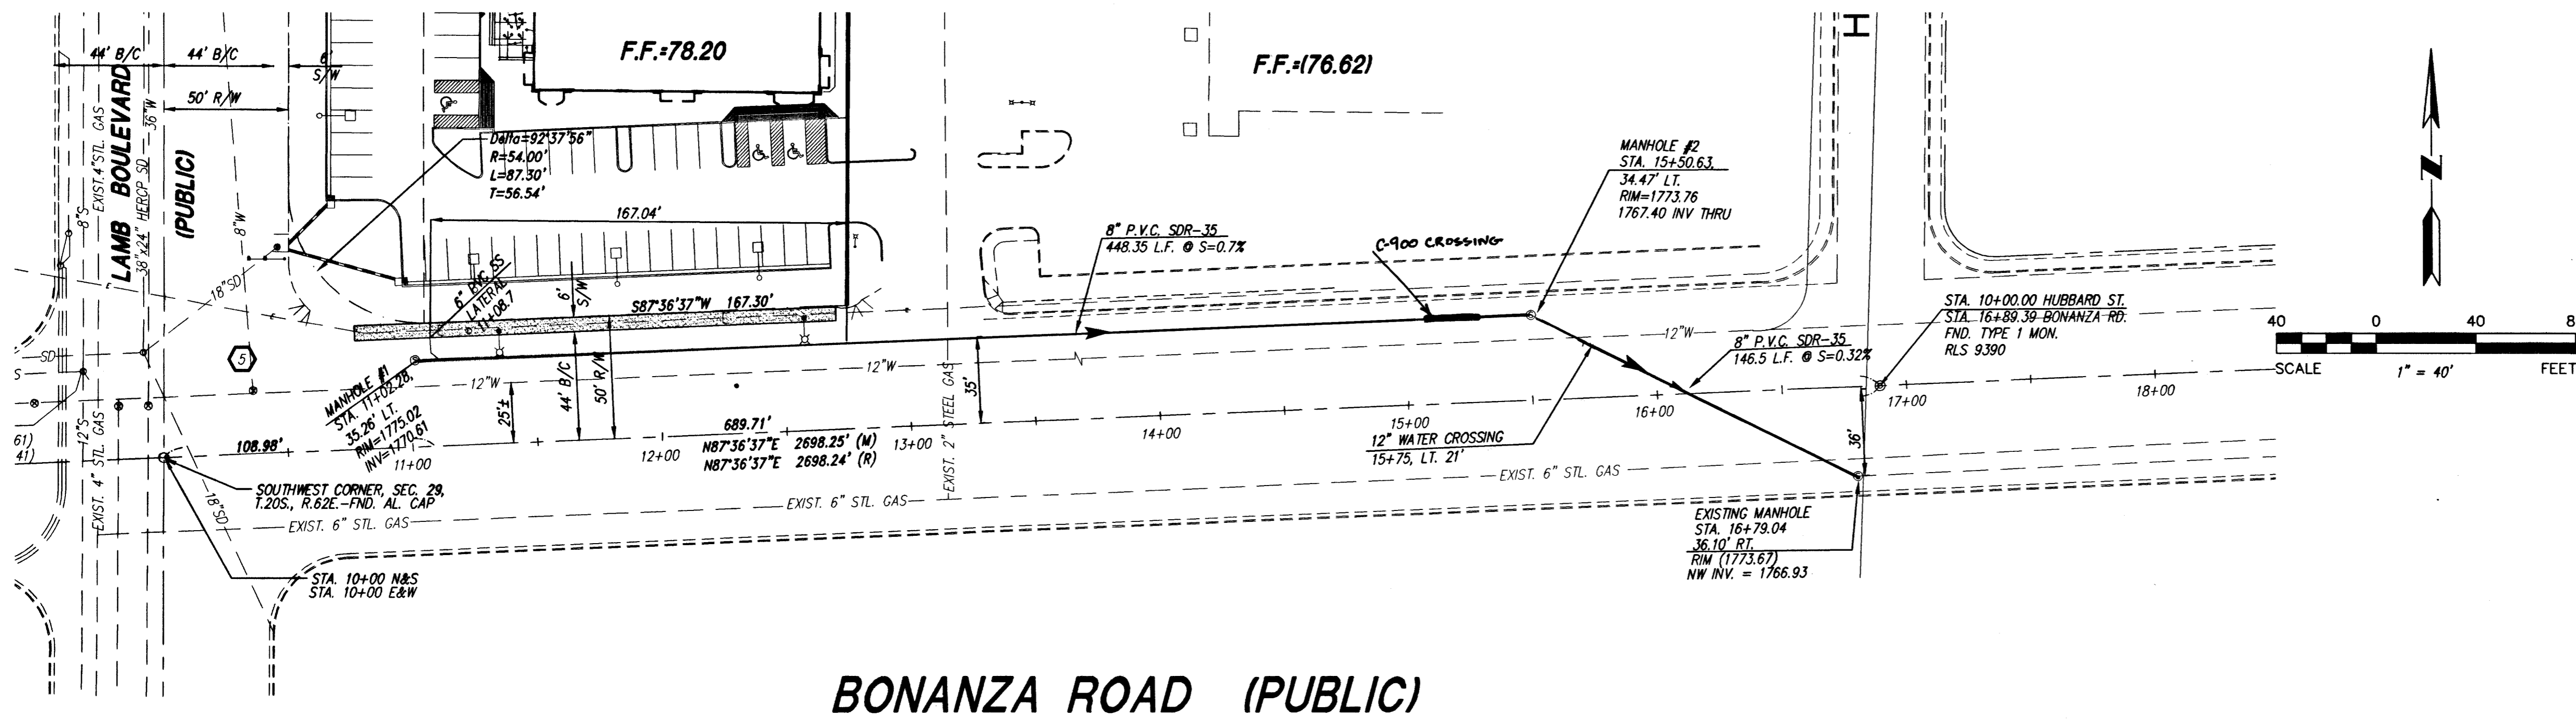 44' B/C
44' B/C
6'
S/W
50' R/W
LAMB BOULEVARD
(PUBLIC)
EXIST. 4" STL. GAS
38"x24" HERCP SD
36"W
8"S
8"W
18"SD
F.F.=78.20
F.F.=(76.62)
H
N
Delta=92°37'56"
R=54.00'
L=87.30'
T=56.54'
167.04'
6" PVC SS
LATERAL
11+08.7
6'
S/W
S87°36'37"W 167.30'
8" P.V.C. SDR-35
448.35 L.F. @ S=0.7%
C-900 CROSSING
MANHOLE #2
STA. 15+50.63,
34.47' LT.
RIM=1773.76
1767.40 INV THRU
STA. 10+00.00 HUBBARD ST.
STA. 16+89.39 BONANZA RD.
FND. TYPE 1 MON.
RLS 9390
40
0
40
8
SCALE
1" = 40'
FEET
8" P.V.C. SDR-35
146.5 L.F. @ S=0.32%
12"W
12"W
12"W
SD
S
5
MANHOLE #1
STA. 11+02.28,
35.26' LT.
RIM=1775.02
INV=1770.61
25'±
44' B/C
50' R/W
35'
36'
EXIST. 2" STEEL GAS
61)
41)
12"S
EXIST. 4" STL. GAS
108.98'
689.71'
N87°36'37"E 2698.25' (M)
N87°36'37"E 2698.24' (R)
11+00
12+00
13+00
14+00
15+00
16+00
17+00
18+00
12" WATER CROSSING
15+75, LT. 21'
SOUTHWEST CORNER, SEC. 29,
T.20S., R.62E.-FND. AL. CAP
18"SD
EXIST. 6" STL. GAS
EXIST. 6" STL. GAS
EXIST. 6" STL. GAS
EXISTING MANHOLE
STA. 16+79.04
36.10' RT.
RIM (1773.67)
NW INV. = 1766.93
STA. 10+00 N&S
STA. 10+00 E&W
BONANZA ROAD (PUBLIC)